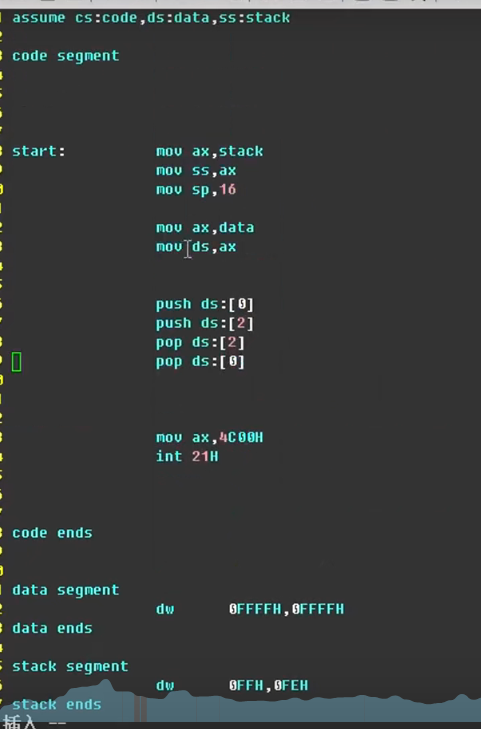 assume cs:code,ds:data,ss:stack
code segment
start: mov ax,stack
mov ss,ax
mov sp,16
mov ax,data
mov ds,ax
push ds:[0]
push ds:[2]
pop ds:[2]
pop ds:[0]
mov ax,4C00H
int 21H
code ends
data segment
dw 0FFFFH,0FFFFH
data ends
stack segment
dw 0FFH,0FEH
stack ends
插入 --